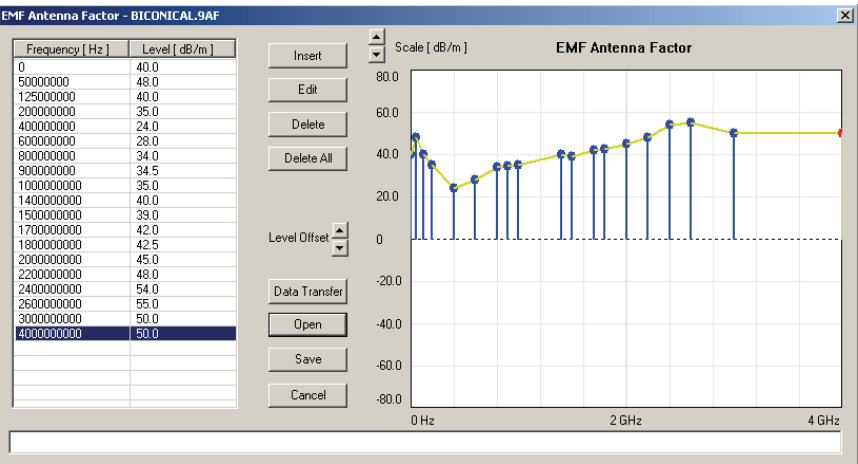 EMF Antenna Factor - BICONICAL.9AF
Frequency [ Hz ] Level [ dB/m ]
0 40.0
50000000 48.0
125000000 40.0
200000000 35.0
400000000 24.0
600000000 28.0
800000000 34.0
900000000 34.5
1000000000 35.0
1400000000 40.0
1500000000 39.0
1700000000 42.0
1800000000 42.5
2000000000 45.0
2200000000 48.0
2400000000 54.0
2600000000 55.0
3000000000 50.0
4000000000 50.0
Insert
Edit
Delete
Delete All
Level Offset
Data Transfer
Open
Save
Cancel
Scale [ dB/m ]
EMF Antenna Factor
80.0
60.0
40.0
20.0
0
-20.0
-40.0
-60.0
-80.0
0 Hz 2 GHz 4 GHz